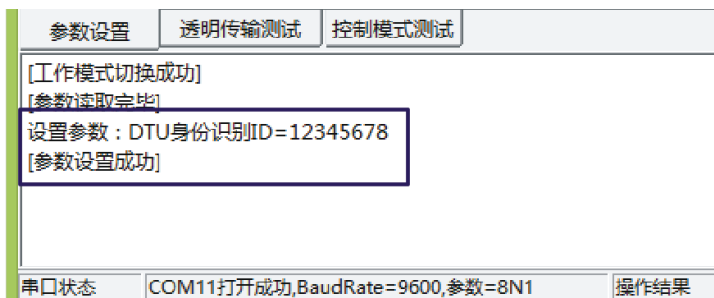 参数设置 透明传输测试 控制模式测试
[工作模式切换成功]
[参数读取完毕]
设置参数：DTU身份识别ID=12345678
[参数设置成功]
串口状态 COM11打开成功,BaudRate=9600,参数=8N1 操作结果